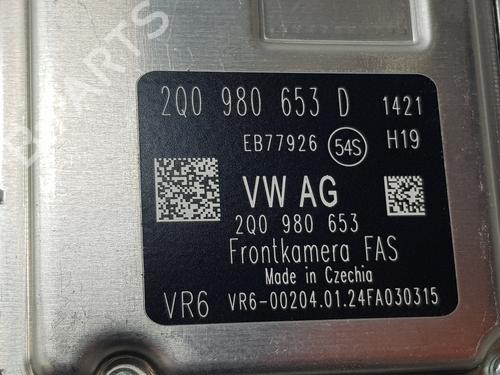 B-PARTS
2Q0 980 653 D 1421
EB77926 54S H19
VW AG
2Q0 980 653
Frontkamera FAS
Made in Czechia
VR6 VR6-00204.01.24FA030315